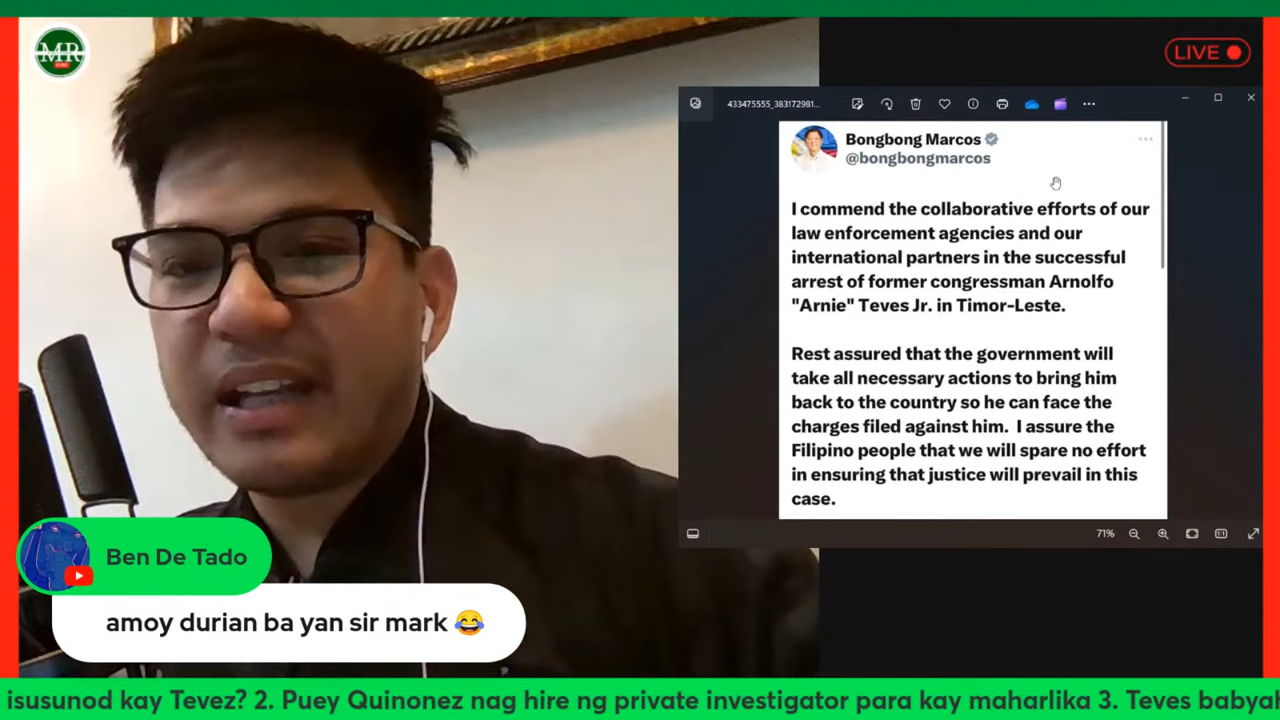 MR
LIVE
433475555_383172981...
Bongbong Marcos
@bongbongmarcos
I commend the collaborative efforts of our
law enforcement agencies and our
international partners in the successful
arrest of former congressman Arnolfo
"Arnie" Teves Jr. in Timor-Leste.
Rest assured that the government will
take all necessary actions to bring him
back to the country so he can face the
charges filed against him. I assure the
Filipino people that we will spare no effort
in ensuring that justice will prevail in this
case.
71%
Ben De Tado
amoy durian ba yan sir mark 😂
isusunod kay Tevez? 2. Puey Quinonez nag hire ng private investigator para kay maharlika 3. Teves babya